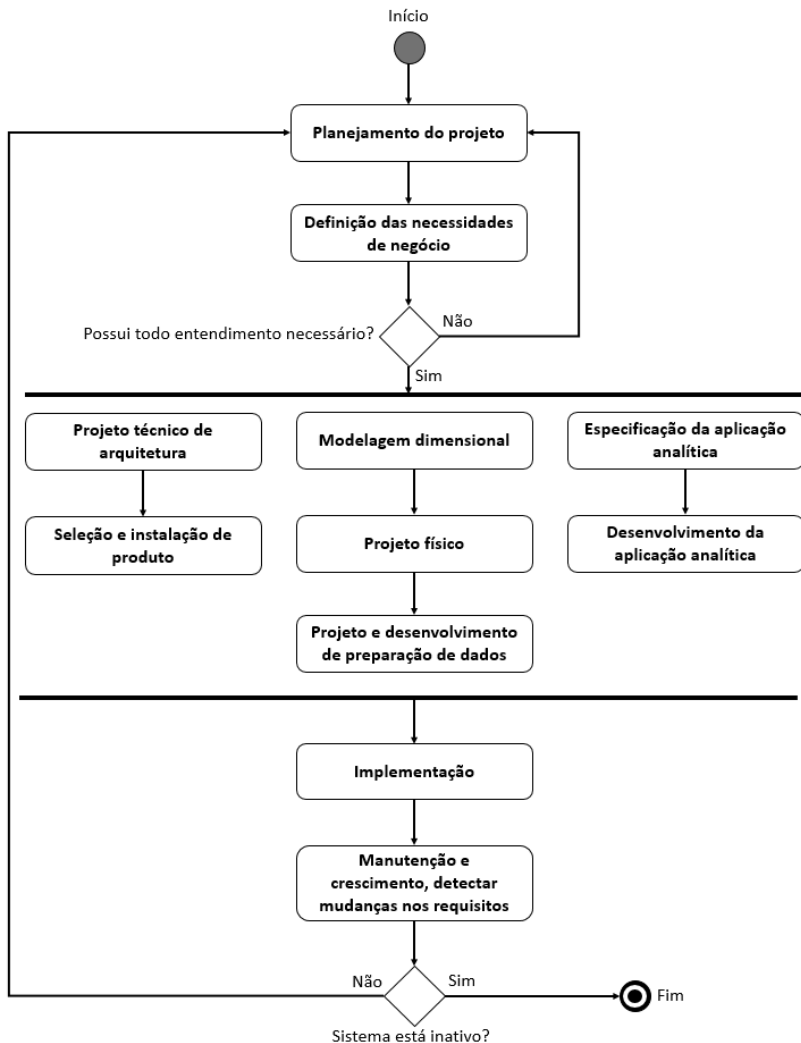 Início
Planejamento do projeto
Definição das necessidades
de negócio
Possui todo entendimento necessário?
Não
Sim
Projeto técnico de
arquitetura
Seleção e instalação de
produto
Modelagem dimensional
Projeto físico
Projeto e desenvolvimento
de preparação de dados
Especificação da aplicação
analítica
Desenvolvimento da
aplicação analítica
Implementação
Manutenção e
crescimento, detectar
mudanças nos requisitos
Não
Sim
Fim
Sistema está inativo?